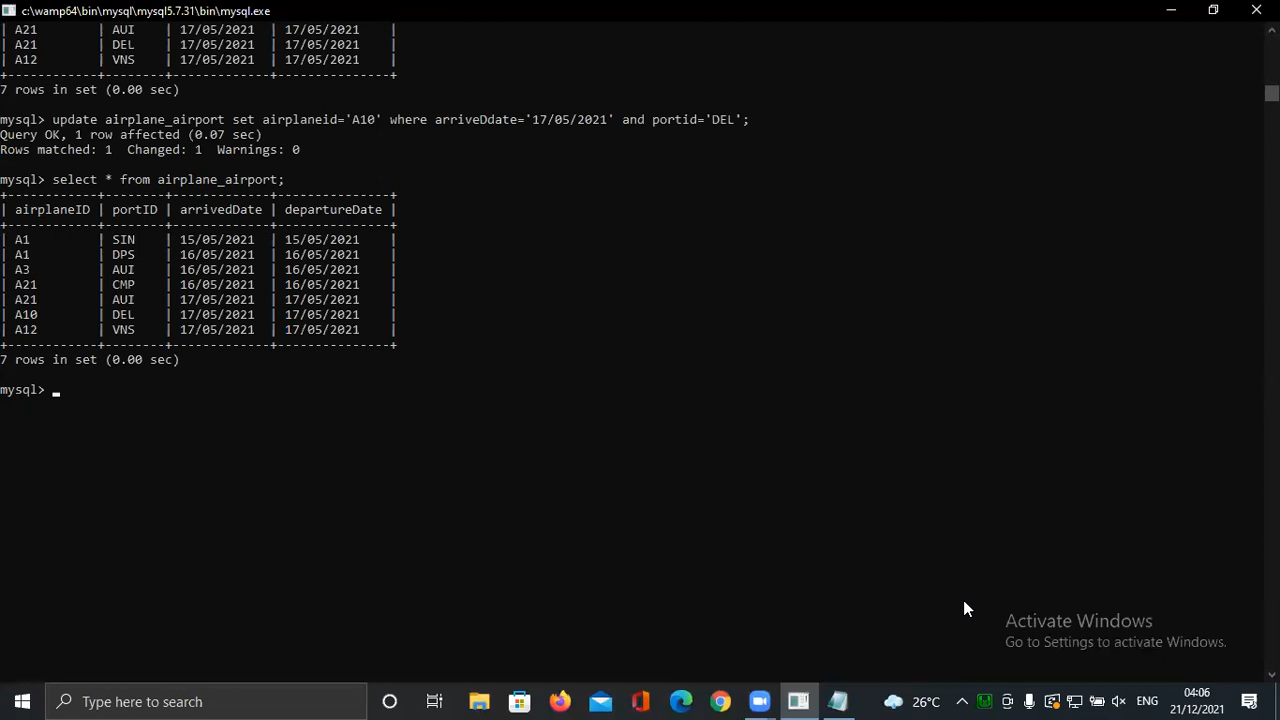 c:\wamp64\bin\mysql\mysql5.7.31\bin\mysql.exe
| A21       | AUI    | 17/05/2021  | 17/05/2021    |
| A21       | DEL    | 17/05/2021  | 17/05/2021    |
| A12       | VNS    | 17/05/2021  | 17/05/2021    |
+-----------+--------+-------------+---------------+
7 rows in set (0.00 sec)
mysql> update airplane_airport set airplaneid='A10' where arriveDdate='17/05/2021' and portid='DEL';
Query OK, 1 row affected (0.07 sec)
Rows matched: 1  Changed: 1  Warnings: 0
mysql> select * from airplane_airport;
+-----------+--------+-------------+---------------+
| airplaneID | portID | arrivedDate | departureDate |
+-----------+--------+-------------+---------------+
| A1        | SIN    | 15/05/2021  | 15/05/2021    |
| A1        | DPS    | 16/05/2021  | 16/05/2021    |
| A3        | AUI    | 16/05/2021  | 16/05/2021    |
| A21       | CMP    | 16/05/2021  | 16/05/2021    |
| A21       | AUI    | 17/05/2021  | 17/05/2021    |
| A10       | DEL    | 17/05/2021  | 17/05/2021    |
| A12       | VNS    | 17/05/2021  | 17/05/2021    |
+-----------+--------+-------------+---------------+
7 rows in set (0.00 sec)
mysql> _
Activate Windows
Go to Settings to activate Windows.
Type here to search
26°C
ENG
04:06
21/12/2021